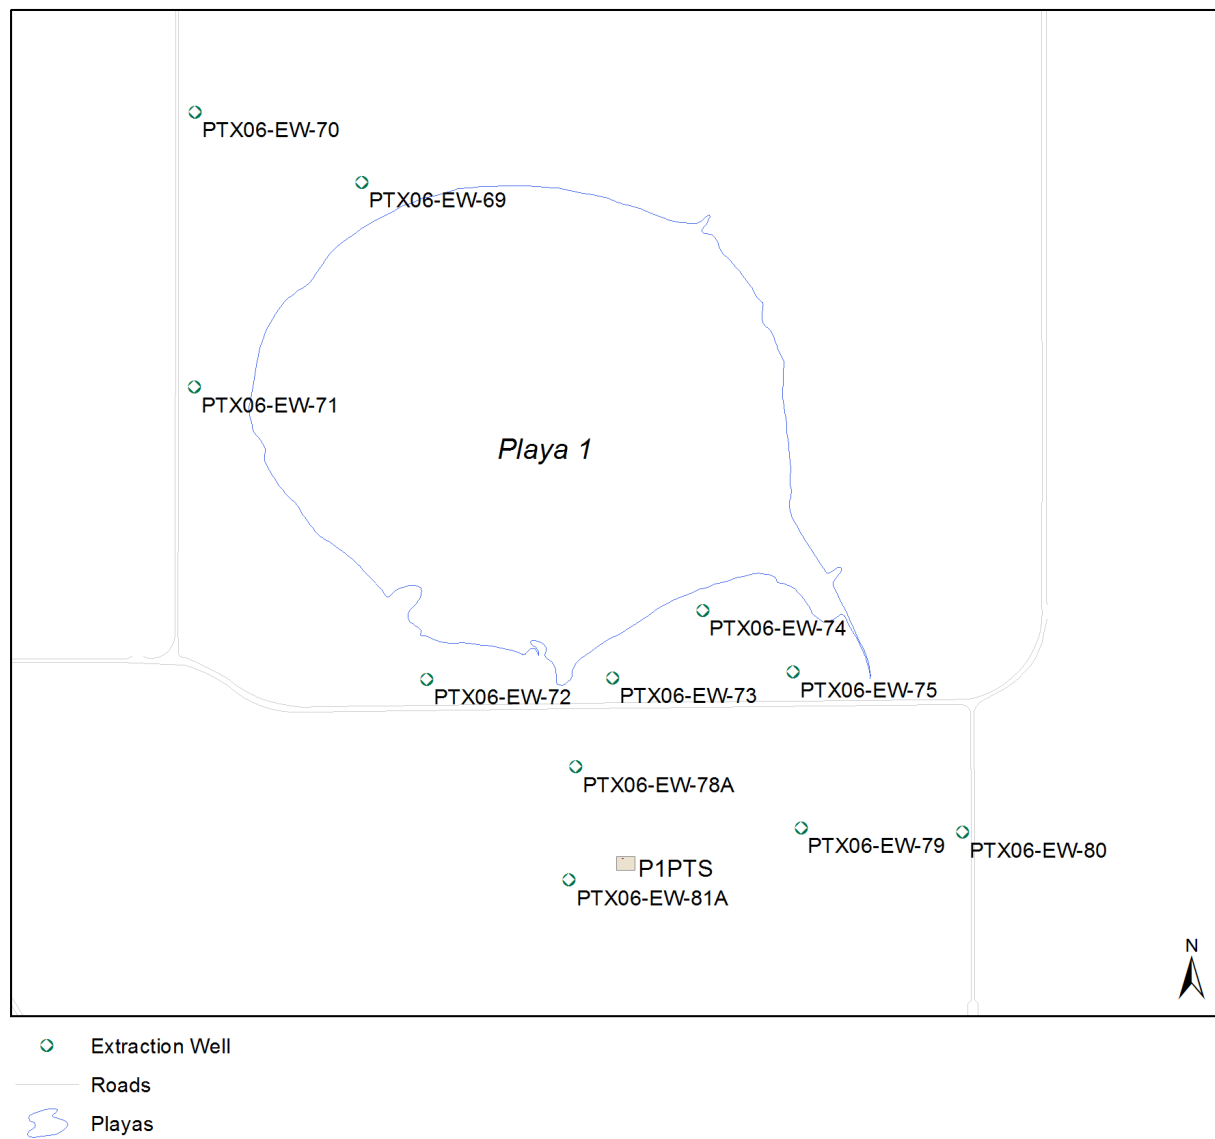 PTX06-EW-70
PTX06-EW-69
PTX06-EW-71
Playa 1
PTX06-EW-74
PTX06-EW-75
PTX06-EW-72
PTX06-EW-73
PTX06-EW-78A
PTX06-EW-79
PTX06-EW-80
P1PTS
PTX06-EW-81A
N
Extraction Well
Roads
Playas